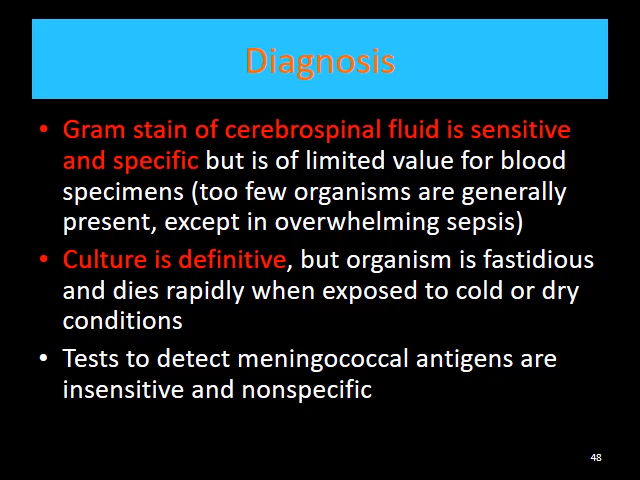 Diagnosis
• Gram stain of cerebrospinal fluid is sensitive
and specific but is of limited value for blood
specimens (too few organisms are generally
present, except in overwhelming sepsis)
• Culture is definitive, but organism is fastidious
and dies rapidly when exposed to cold or dry
conditions
• Tests to detect meningococcal antigens are
insensitive and nonspecific
48